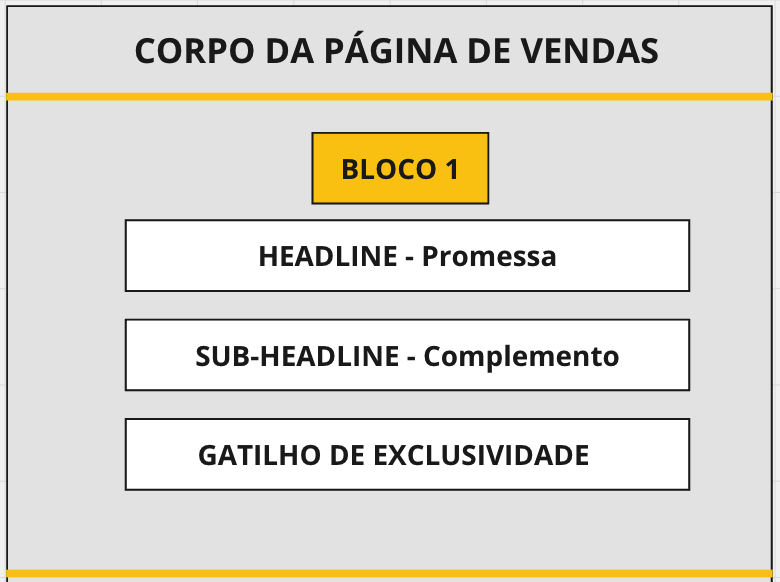 CORPO DA PÁGINA DE VENDAS
BLOCO 1
HEADLINE - Promessa
SUB-HEADLINE - Complemento
GATILHO DE EXCLUSIVIDADE